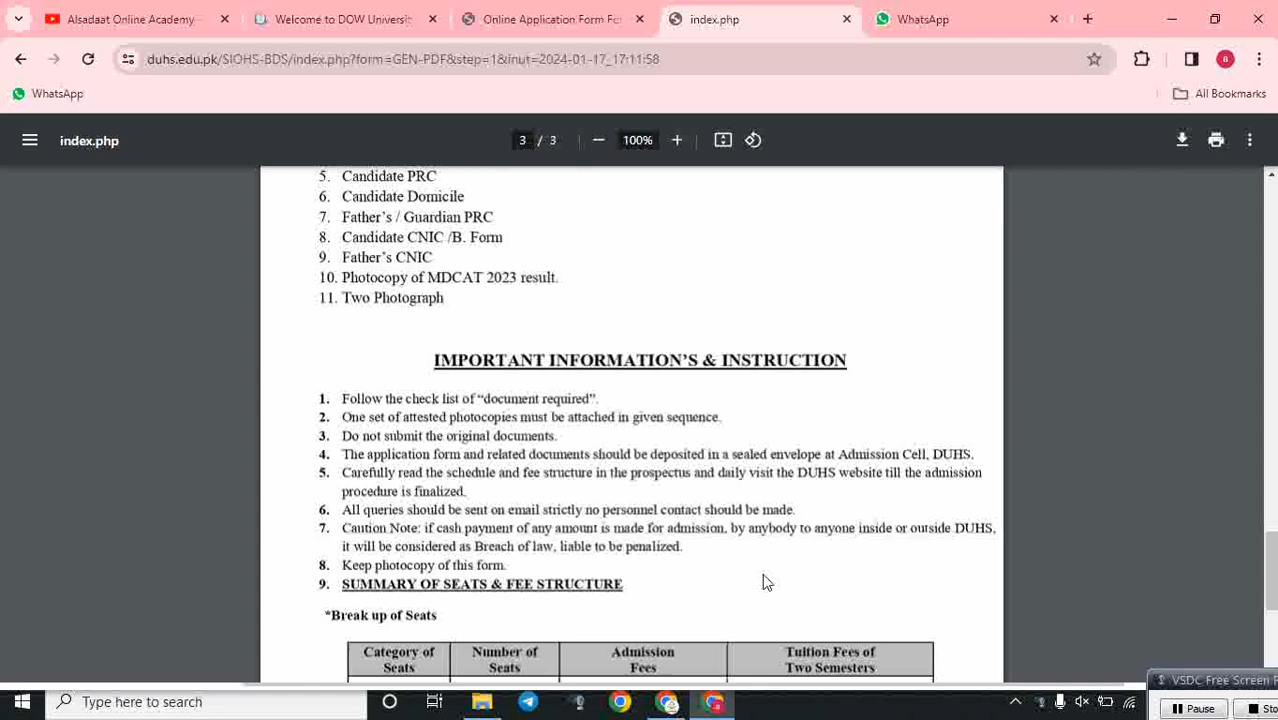 Alsadaat Online Academy
Welcome to DOW Universi
Online Application Form Fo
index.php
WhatsApp
duhs.edu.pk/SIOHS-BDS/index.php?form=GEN-PDF&step=1&inut=2024-01-17_17:11:58
8
WhatsApp
All Bookmarks
index.php
3 / 3
100%
5. Candidate PRC
6. Candidate Domicile
7. Father's / Guardian PRC
8. Candidate CNIC /B. Form
9. Father's CNIC
10. Photocopy of MDCAT 2023 result.
11. Two Photograph
IMPORTANT INFORMATION'S & INSTRUCTION
1. Follow the check list of “document required”.
2. One set of attested photocopies must be attached in given sequence.
3. Do not submit the original documents.
4. The application form and related documents should be deposited in a sealed envelope at Admission Cell, DUHS.
5. Carefully read the schedule and fee structure in the prospectus and daily visit the DUHS website till the admission
procedure is finalized.
6. All queries should be sent on email strictly no personnel contact should be made.
7. Caution Note: if cash payment of any amount is made for admission, by anybody to anyone inside or outside DUHS,
it will be considered as Breach of law, liable to be penalized.
8. Keep photocopy of this form.
9. SUMMARY OF SEATS & FEE STRUCTURE
*Break up of Seats
Category of Seats
Number of Seats
Admission Fees
Tuition Fees of Two Semesters
VSDC Free Screen R
Type here to search
Pause
Sto